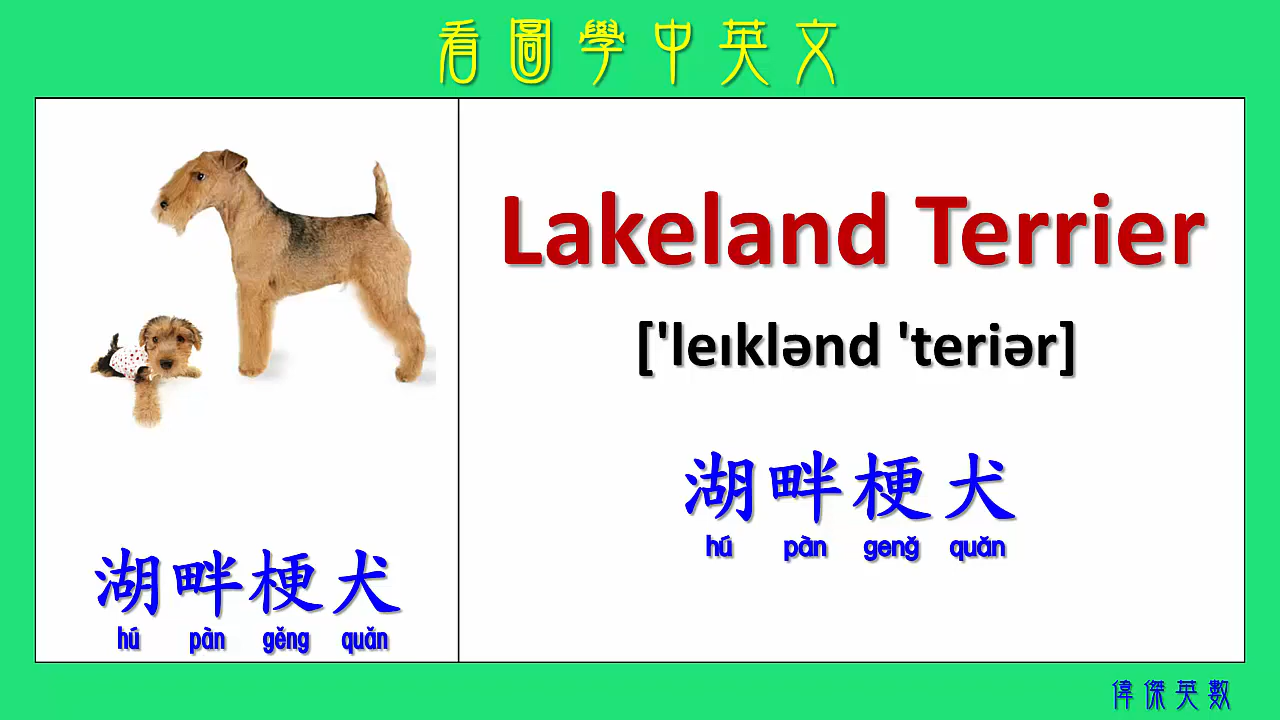 看圖學中英文
湖畔梗犬
hú pàn gěng quǎn
Lakeland Terrier
['leɪklənd 'teriər]
湖畔梗犬
hú pàn genğ quăn
偉傑英數